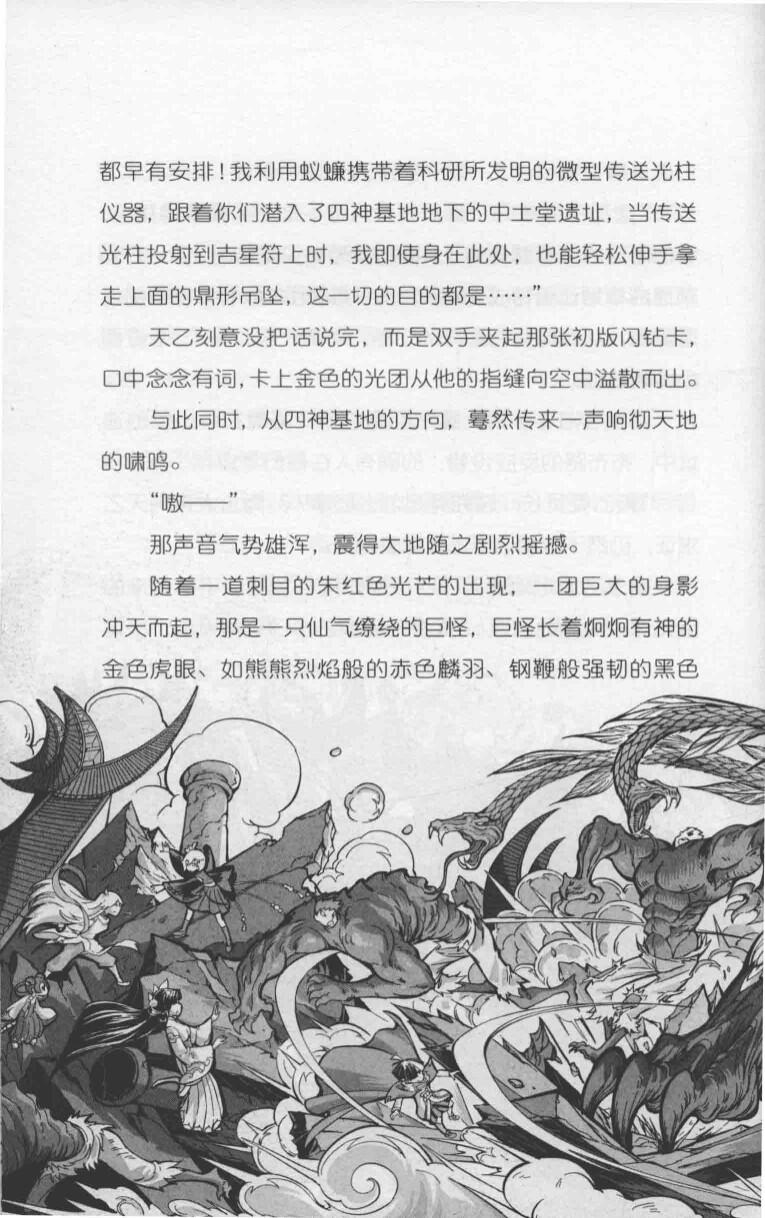 都早有安排！我利用蚁蠊携带着科研所发明的微型传送光柱
仪器，跟着你们潜入了四神基地地下的中土堂遗址，当传送
光柱投射到吉星符上时，我即使身在此处，也能轻松伸手拿
走上面的鼎形吊坠，这一切的目的都是……”
天乙刻意没把话说完，而是双手夹起那张初版闪钻卡，
口中念念有词，卡上金色的光团从他的指缝向空中溢散而出。
与此同时，从四神基地的方向，蓦然传来一声响彻天地
的啸鸣。
“嗷——”
那声音气势雄浑，震得大地随之剧烈摇撼。
随着一道刺目的朱红色光芒的出现，一团巨大的身影
冲天而起，那是一只仙气缭绕的巨怪，巨怪长着炯炯有神的
金色虎眼、如熊熊烈焰般的赤色麟羽、钢鞭般强韧的黑色